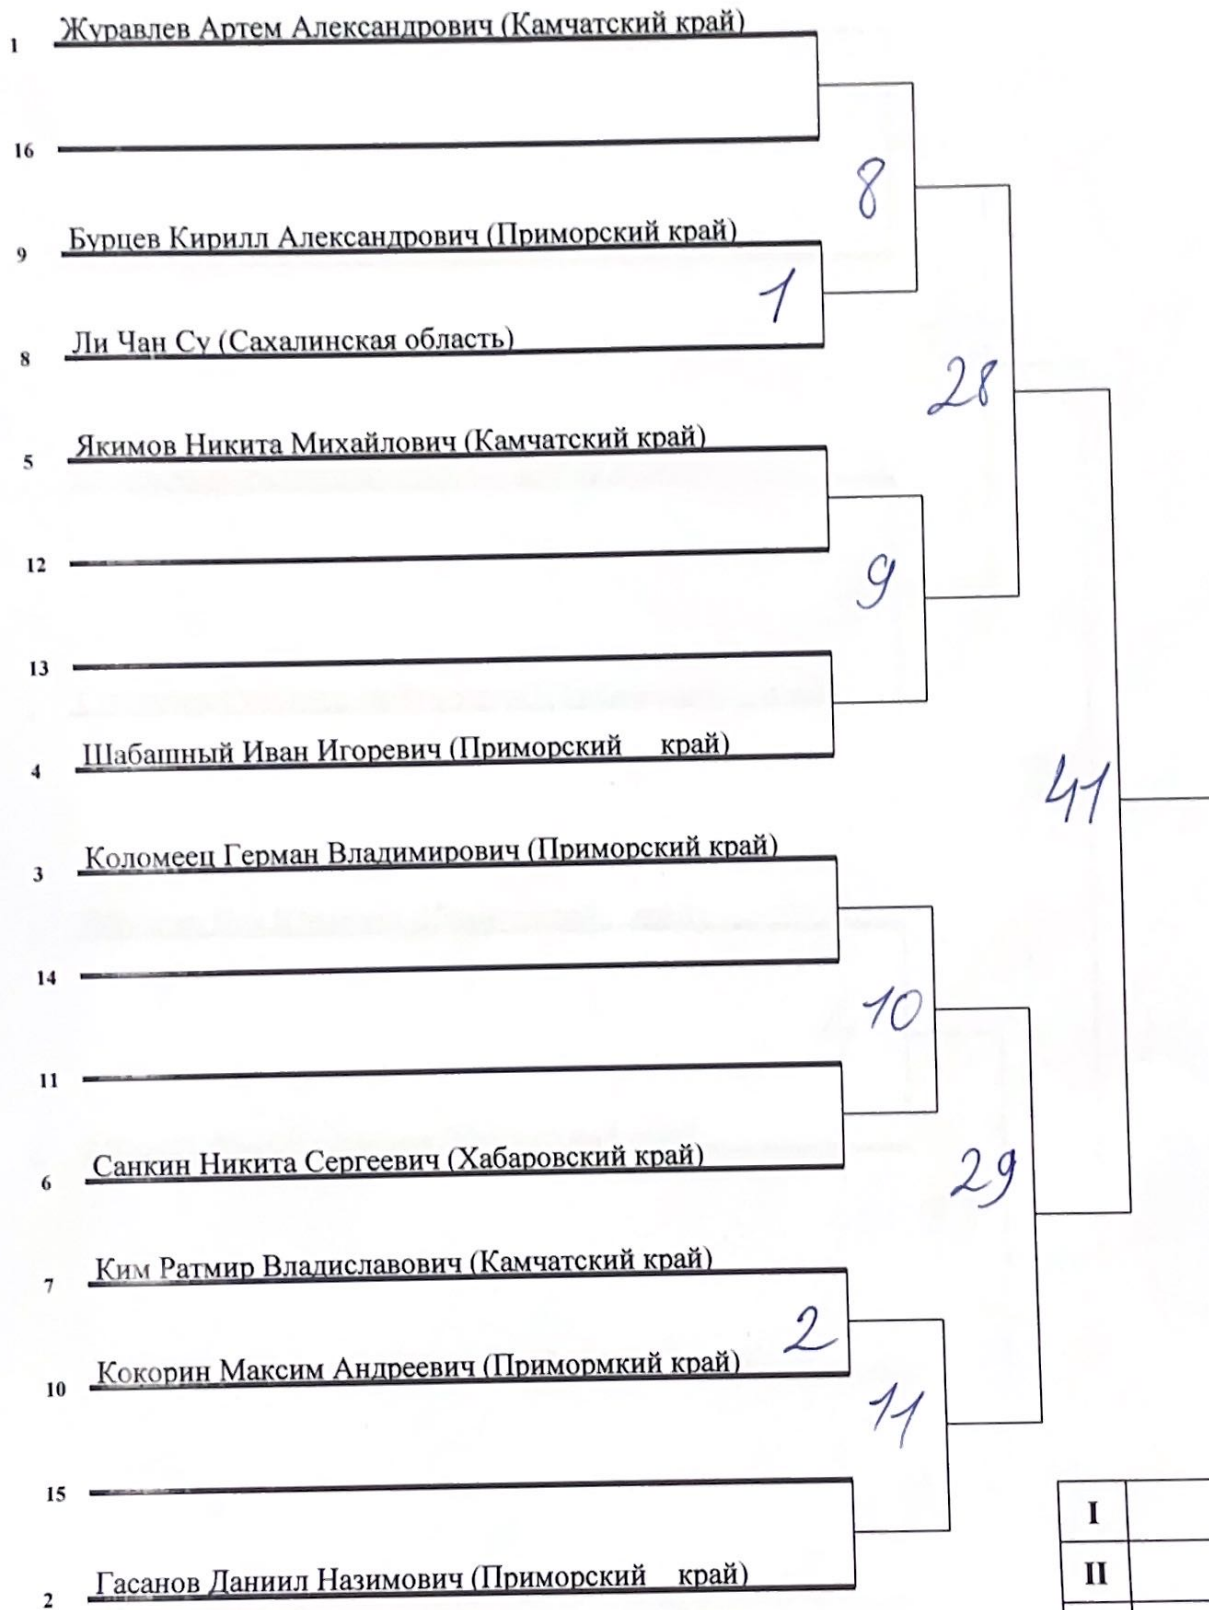 1 Журавлев Артем Александрович (Камчатский край)
16
8
9 Бурцев Кирилл Александрович (Приморский край)
1
8 Ли Чан Су (Сахалинская область)
28
5 Якимов Никита Михайлович (Камчатский край)
12
9
13
4 Шабашный Иван Игоревич (Приморский край)
41
3 Коломеец Герман Владимирович (Приморский край)
14
10
11
6 Санкин Никита Сергеевич (Хабаровский край)
29
7 Ким Ратмир Владиславович (Камчатский край)
2
10 Кокорин Максим Андреевич (Примормкий край)
11
15
I
II
2 Гасанов Даниил Назимович (Приморский край)